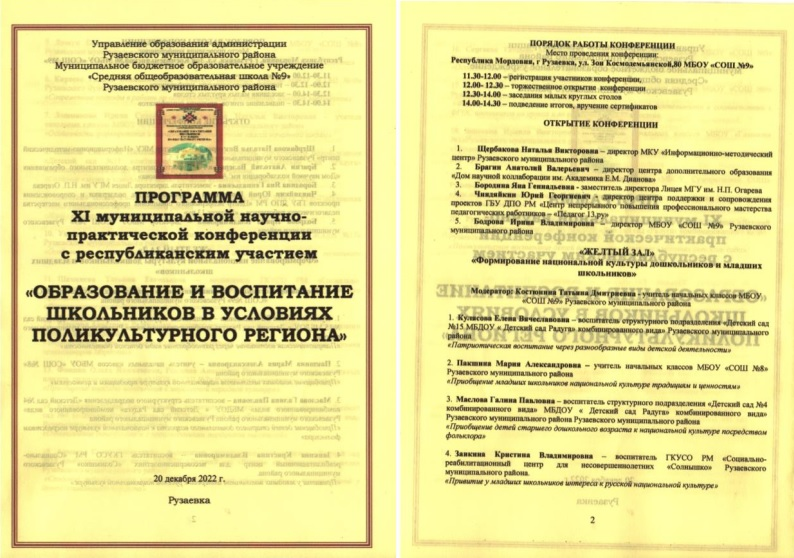 Управление образования администрации
Рузаевского муниципального района
Муниципальное бюджетное образовательное учреждение
«Средняя общеобразовательная школа №9»
Рузаевского муниципального района
ПРОГРАММА
XI муниципальной научно-
практической конференции
с республиканским участием
«ОБРАЗОВАНИЕ И ВОСПИТАНИЕ
ШКОЛЬНИКОВ В УСЛОВИЯХ
ПОЛИКУЛЬТУРНОГО РЕГИОНА»
20 декабря 2022 г.
Рузаевка
ПОРЯДОК РАБОТЫ КОНФЕРЕНЦИИ
Место проведения конференции:
Республика Мордовия, г Рузаевка, ул. Зои Космодемьянской,80 МБОУ «СОШ №9»
11.30-12.00 – регистрация участников конференции,
12.00- 12.30 – торжественное открытие конференции
12.30-14.00 – заседания малых круглых столов
14.00-14.30 – подведение итогов, вручение сертификатов
ОТКРЫТИЕ КОНФЕРЕНЦИИ
1. Щербакова Наталья Викторовна – директор МКУ «Информационно-методический
центр» Рузаевского муниципального района
2. Брагин Анатолий Валерьевич – директор центра дополнительного образования
«Дом научной коллаборации им. Академика Е.М. Дианова»
3. Бородина Яна Геннадьевна - заместитель директора Лицея МГУ им. Н.П. Огарева
4. Чиндяйкин Юрий Георгиевич – директор центра поддержки и сопровождения
проектов ГБУ ДПО РМ «Центр непрерывного повышения профессионального мастерства
педагогических работников – «Педагог 13.ру»
5. Бодрова Ирина Владимировна – директор МБОУ «СОШ №9» Рузаевского
муниципального района
«ЖЕЛТЫЙ ЗАЛ»
«Формирование национальной культуры дошкольников и младших
школьников»
Модератор: Костюнина Татьяна Дмитриевна - учитель начальных классов МБОУ
«СОШ №9» Рузаевского муниципального района
1. Кулясова Елена Вячеславовна – воспитатель структурного подразделения «Детский сад
№15 МБДОУ « Детский сад Радуга» комбинированного вида» Рузаевского муниципального
района
«Патриотическая воспитание через разнообразные виды детской деятельности»
2. Пакшина Мария Александровна – учитель начальных классов МБОУ «СОШ №8»
Рузаевского муниципального района
«Приобщение младших школьников национальной культуре традициям и ценностям»
3. Маслова Галина Павловна – воспитатель структурного подразделения «Детский сад №4
комбинированного вида» МБДОУ « Детский сад Радуга» комбинированного вида»
Рузаевского муниципального района Рузаевского муниципального района
«Приобщение детей старшего дошкольного возраста к национальной культуре посредством
фольклора»
4. Заикина Кристина Владимировна – воспитатель ГКУСО РМ «Социально-
реабилитационный центр для несовершеннолетних «Солнышко» Рузаевского
муниципального района.
«Привитие у младших школьников интереса к русской национальной культуре»
2